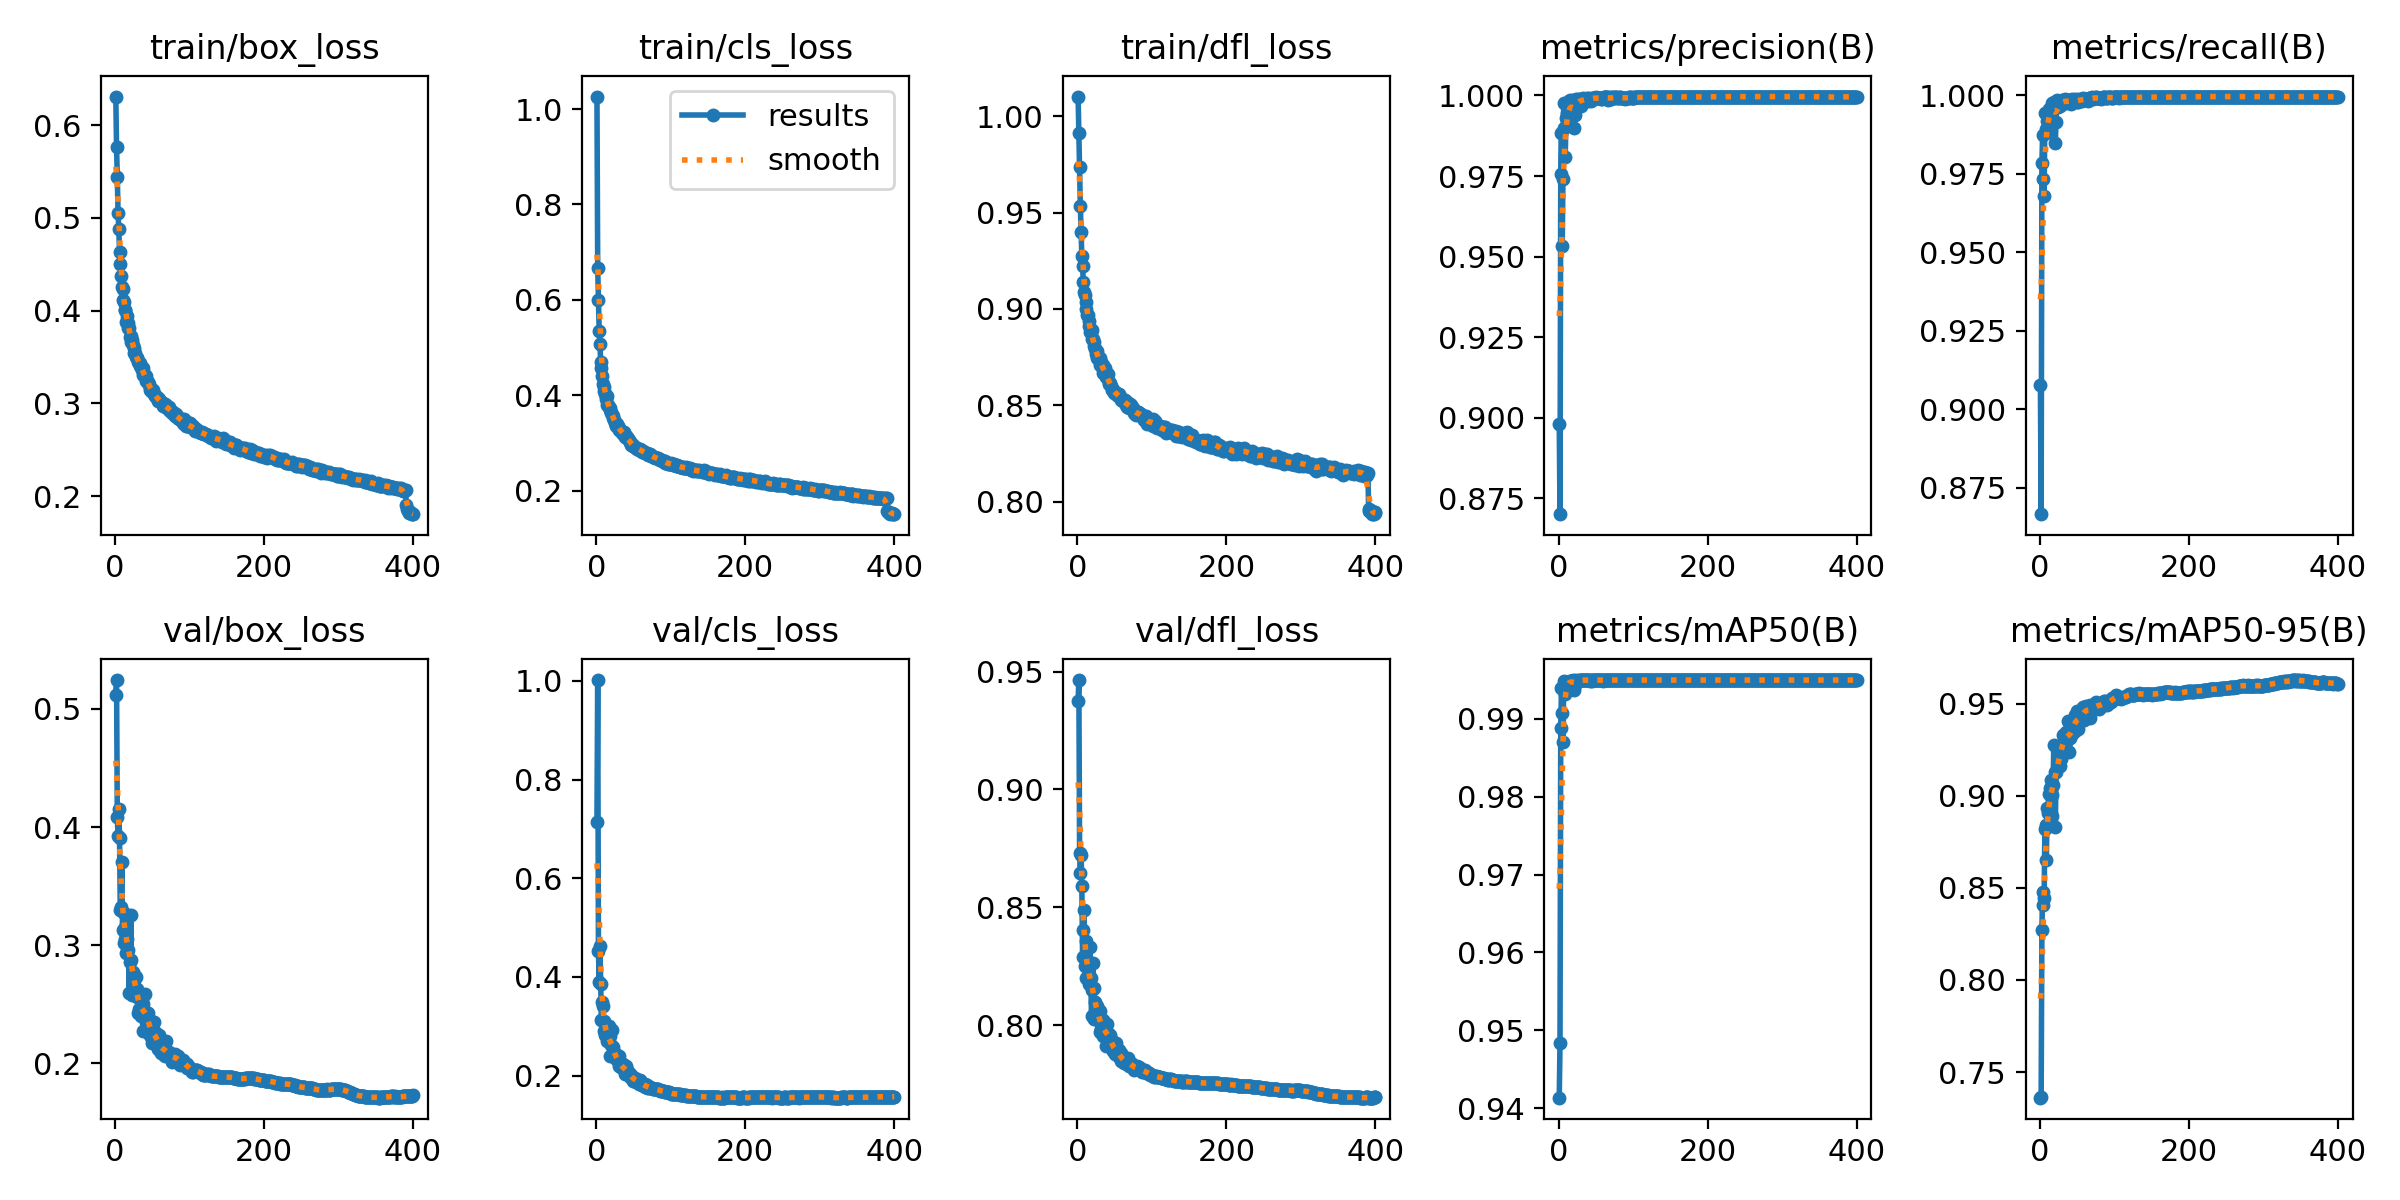 train/box_loss
0.6
0.5
0.4
0.3
0.2
0 200 400
train/cls_loss
results
smooth
1.0
0.8
0.6
0.4
0.2
0 200 400
train/dfl_loss
1.00
0.95
0.90
0.85
0.80
0 200 400
metrics/precision(B)
1.000
0.975
0.950
0.925
0.900
0.875
0 200 400
metrics/recall(B)
1.000
0.975
0.950
0.925
0.900
0.875
0 200 400
val/box_loss
0.5
0.4
0.3
0.2
0 200 400
val/cls_loss
1.0
0.8
0.6
0.4
0.2
0 200 400
val/dfl_loss
0.95
0.90
0.85
0.80
0 200 400
metrics/mAP50(B)
0.99
0.98
0.97
0.96
0.95
0.94
0 200 400
metrics/mAP50-95(B)
0.95
0.90
0.85
0.80
0.75
0 200 400